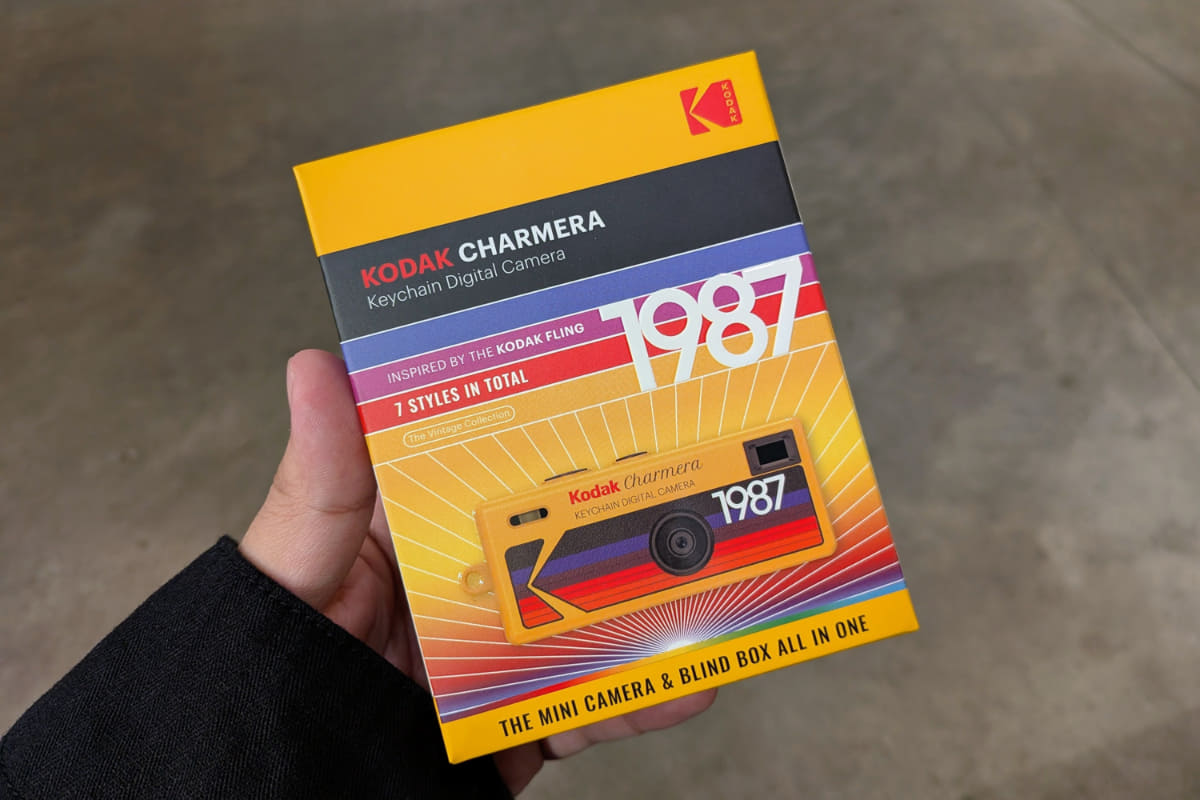 KODAK
KODAK CHARMERA
Keychain Digital Camera
1987
INSPIRED BY THE KODAK FLING
7 STYLES IN TOTAL
The Vintage Collection
Kodak Charmera
KEYCHAIN DIGITAL CAMERA
1987
THE MINI CAMERA & BLIND BOX ALL IN ONE